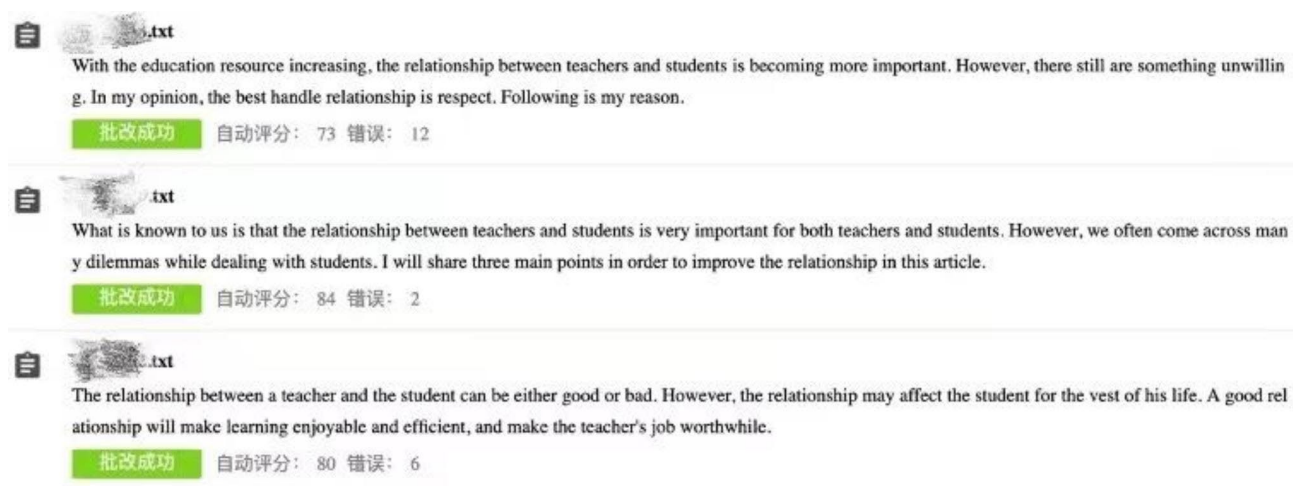 .txt
With the education resource increasing, the relationship between teachers and students is becoming more important. However, there still are something unwillin
g. In my opinion, the best handle relationship is respect. Following is my reason.
批改成功 自动评分： 73 错误： 12
.txt
What is known to us is that the relationship between teachers and students is very important for both teachers and students. However, we often come across man
y dilemmas while dealing with students. I will share three main points in order to improve the relationship in this article.
批改成功 自动评分： 84 错误： 2
.txt
The relationship between a teacher and the student can be either good or bad. However, the relationship may affect the student for the vest of his life. A good rel
ationship will make learning enjoyable and efficient, and make the teacher's job worthwhile.
批改成功 自动评分： 80 错误： 6